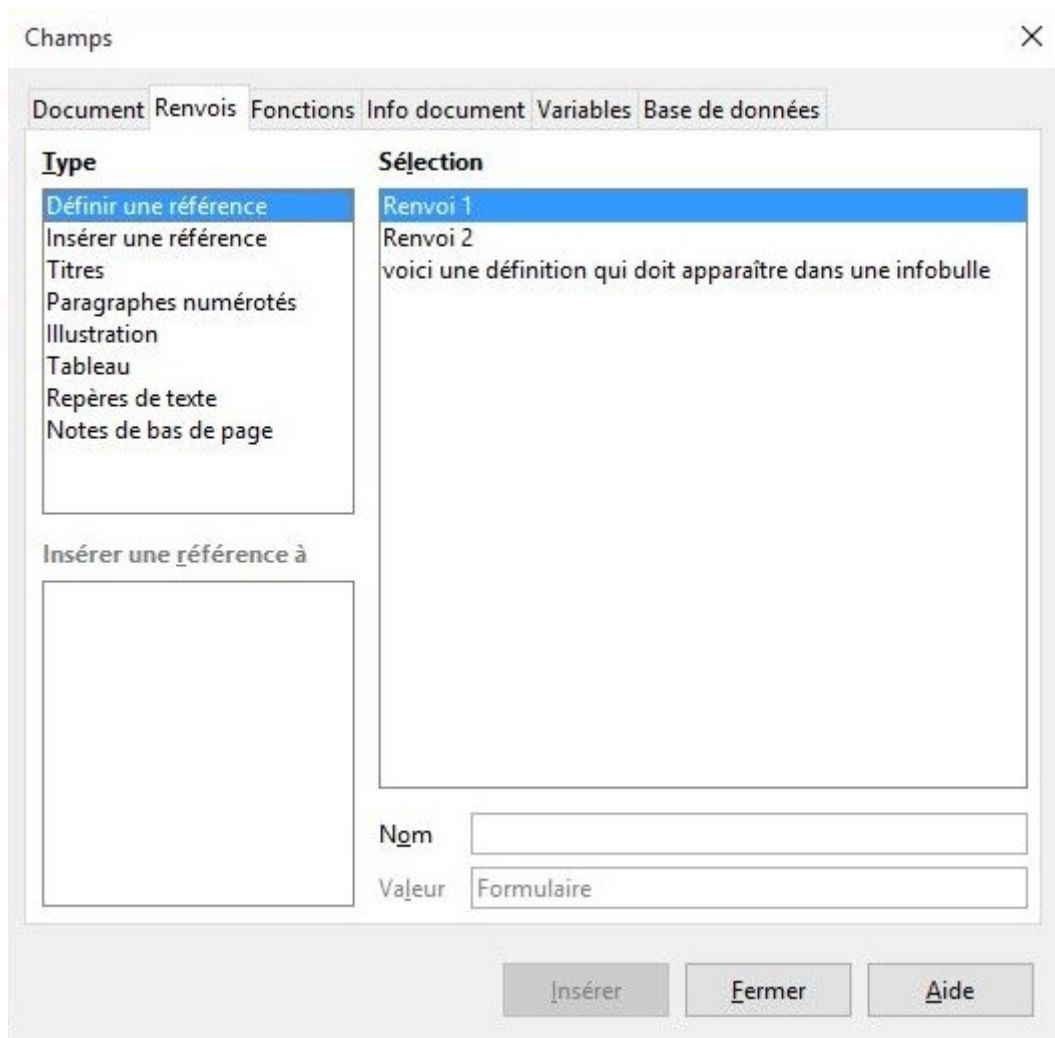 Champs
Document Renvois Fonctions Info document Variables Base de données
Type
Définir une référence
Insérer une référence
Titres
Paragraphes numérotés
Illustration
Tableau
Repères de texte
Notes de bas de page
Insérer une référence à
Sélection
Renvoi 1
Renvoi 2
voici une définition qui doit apparaître dans une infobulle
Nom
Valeur Formulaire
Insérer Fermer Aide